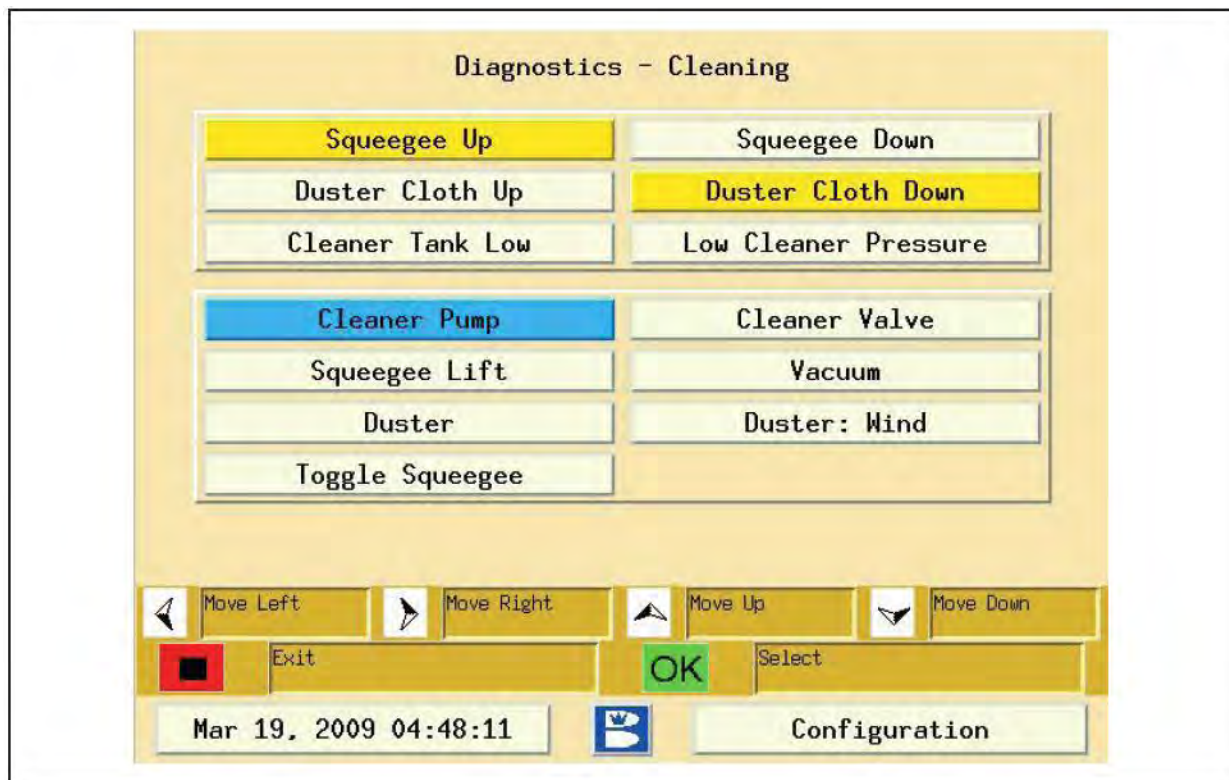 Diagnostics - Cleaning
Squeegee Up
Squeegee Down
Duster Cloth Up
Duster Cloth Down
Cleaner Tank Low
Low Cleaner Pressure
Cleaner Pump
Cleaner Valve
Squeegee Lift
Vacuum
Duster
Duster: Wind
Toggle Squeegee
Move Left
Move Right
Move Up
Move Down
Exit
OK
Select
Mar 19, 2009 04:48:11
Configuration